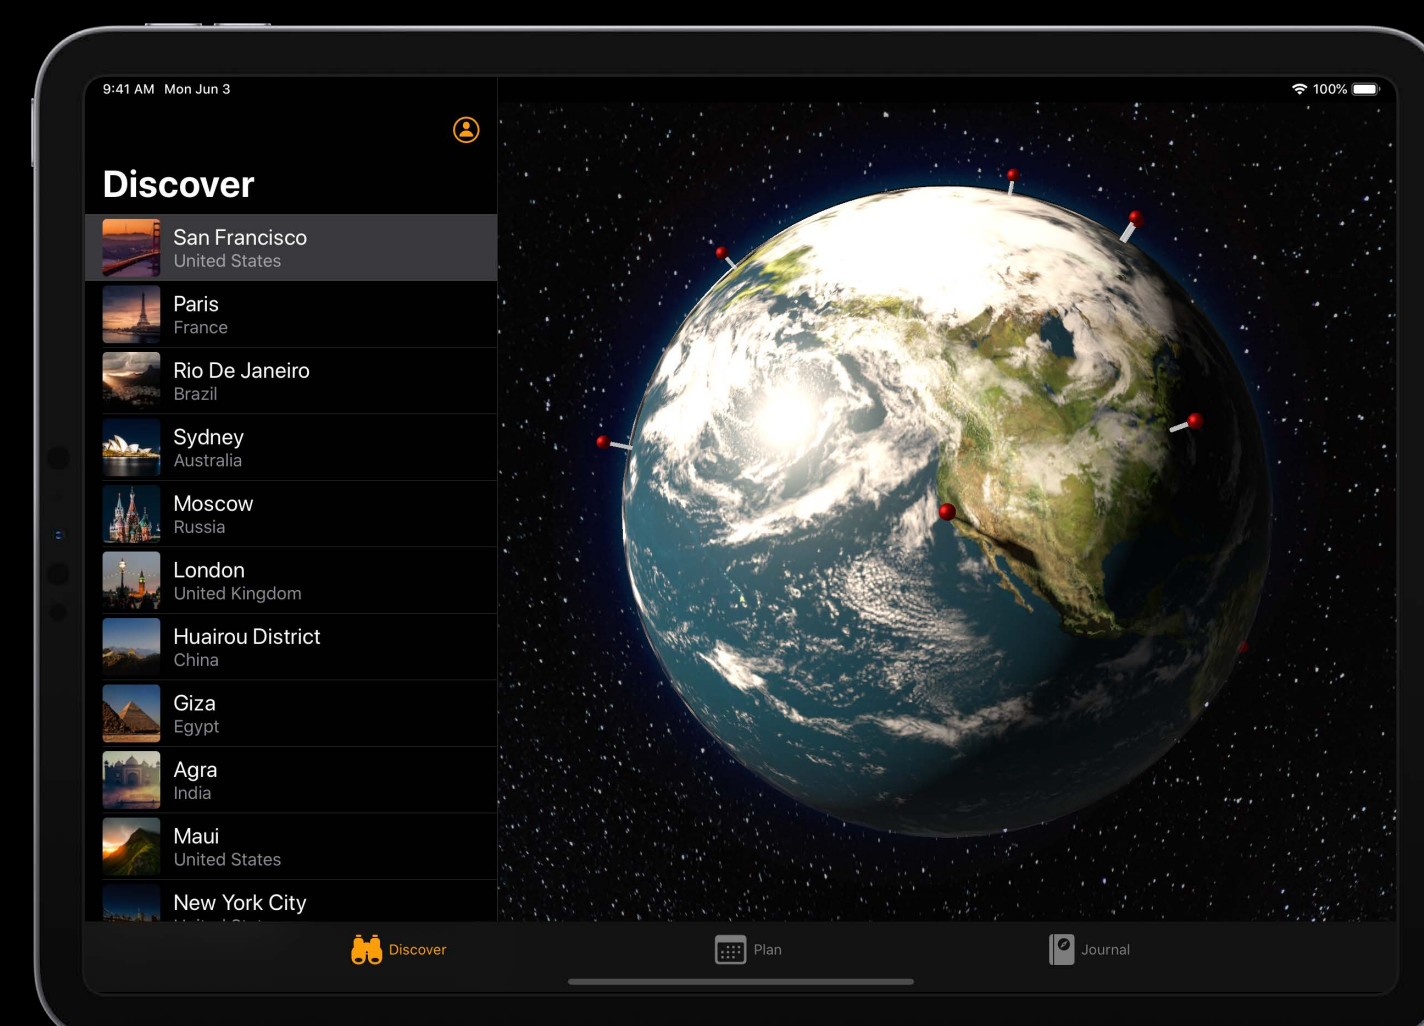 9:41 AM Mon Jun 3
100%
Discover
San Francisco
United States
Paris
France
Rio De Janeiro
Brazil
Sydney
Australia
Moscow
Russia
London
United Kingdom
Huairou District
China
Giza
Egypt
Agra
India
Maui
United States
New York City
Discover
Plan
Journal